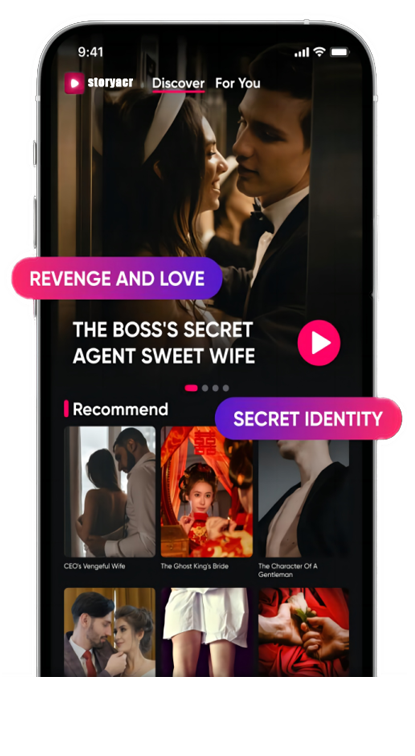 9:41
storyacr Discover For You
REVENGE AND LOVE
THE BOSS'S SECRET
AGENT SWEET WIFE
Recommend
SECRET IDENTITY
CEO's Vengeful Wife
The Ghost King's Bride
The Character Of A
Gentleman